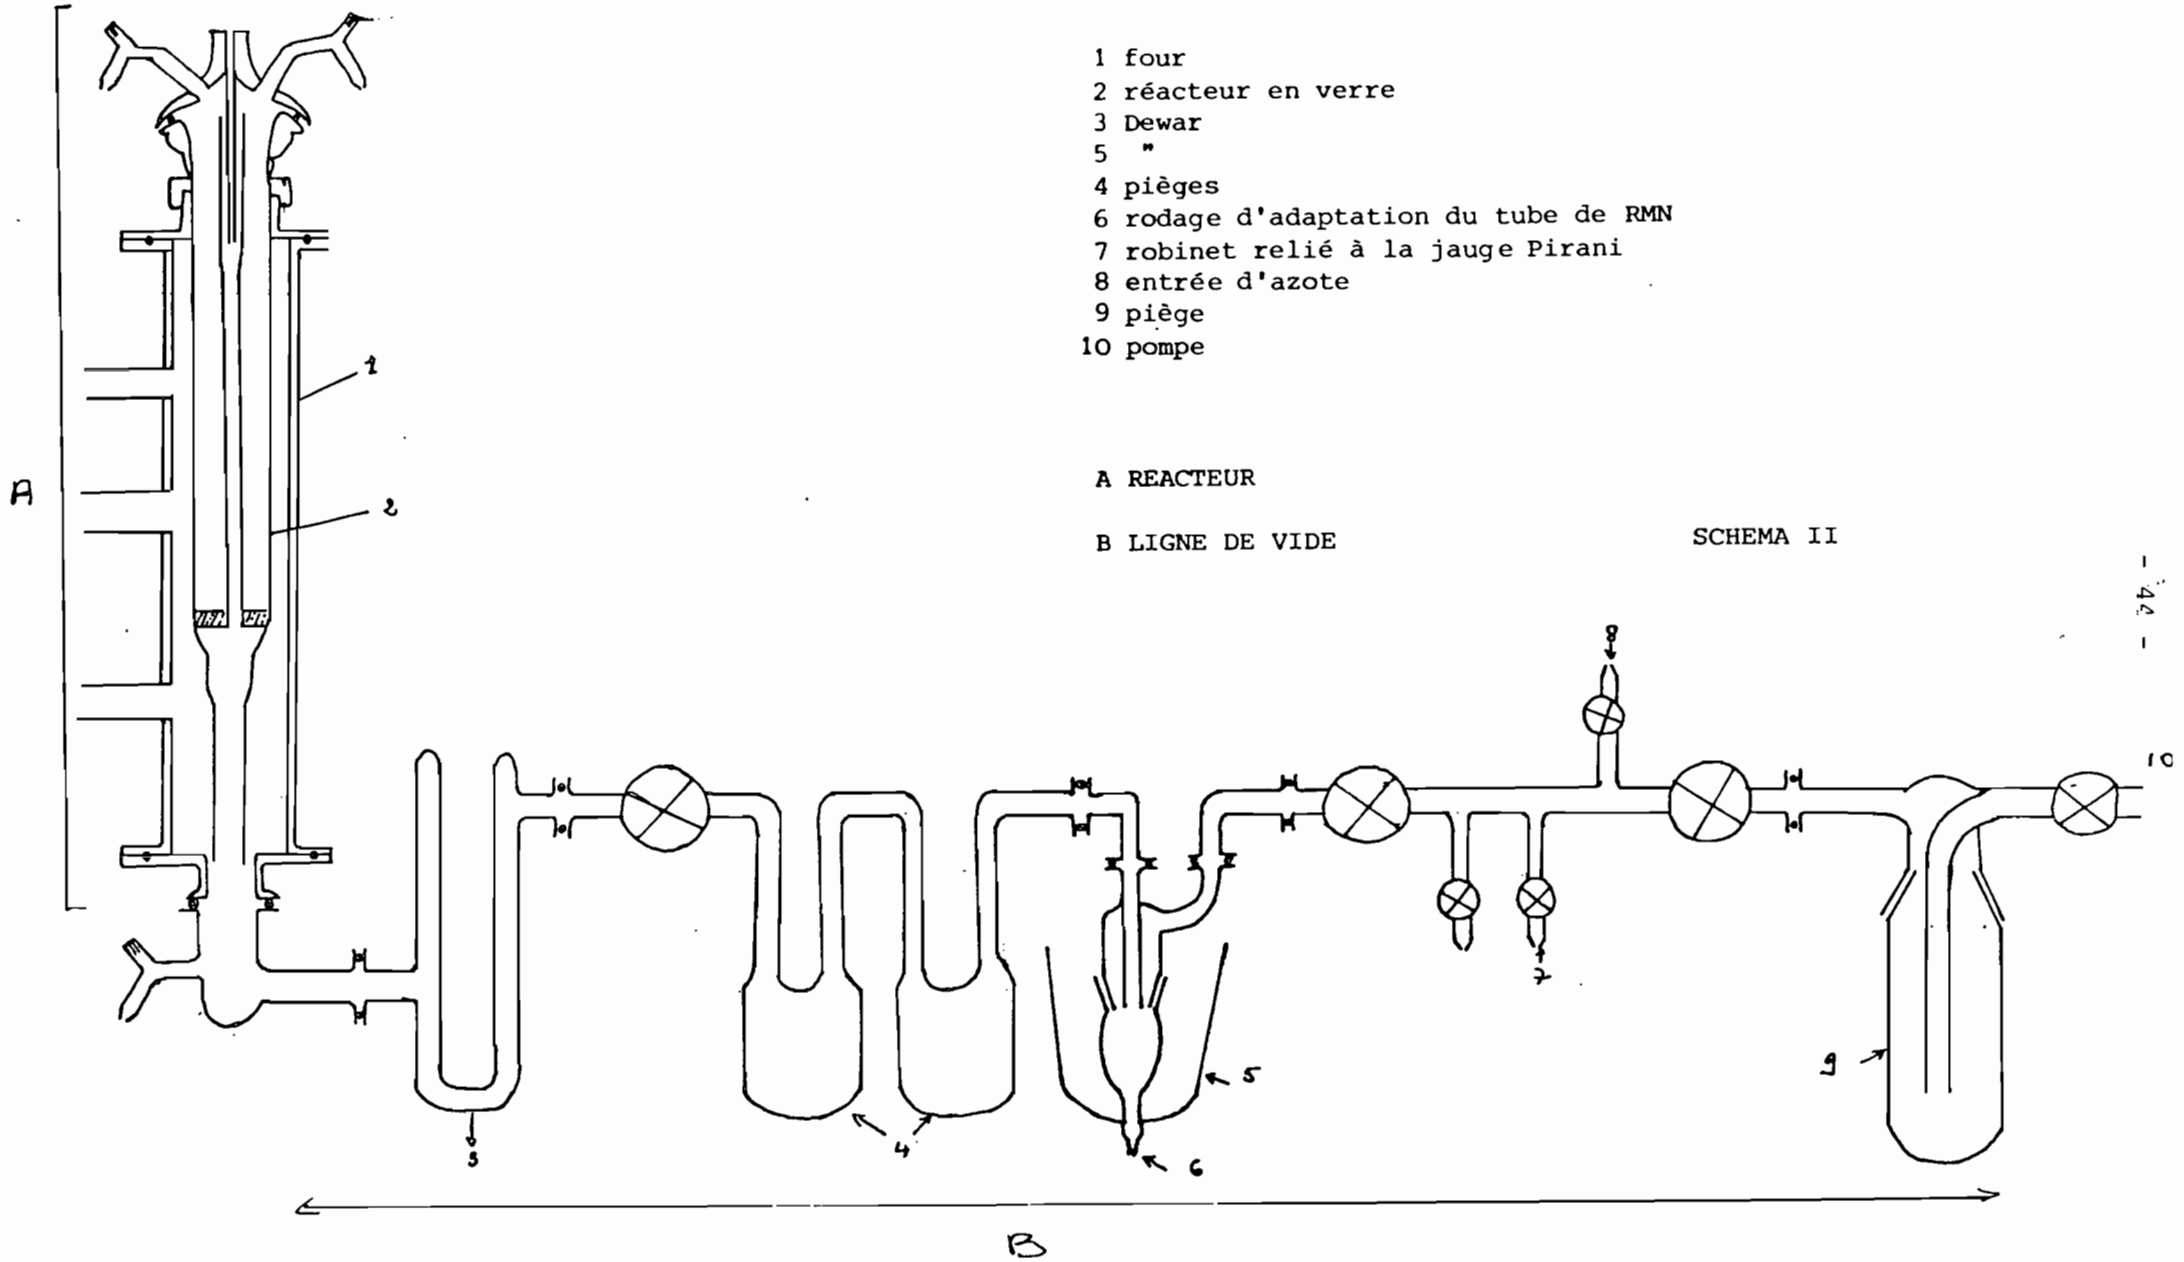 1 four
2 réacteur en verre
3 Dewar
5 "
4 pièges
6 rodage d'adaptation du tube de RMN
7 robinet relié à la jauge Pirani
8 entrée d'azote
9 piège
10 pompe
A REACTEUR
B LIGNE DE VIDE
SCHEMA II
A
1
2
8
10
7
3
4
5
6
9
B